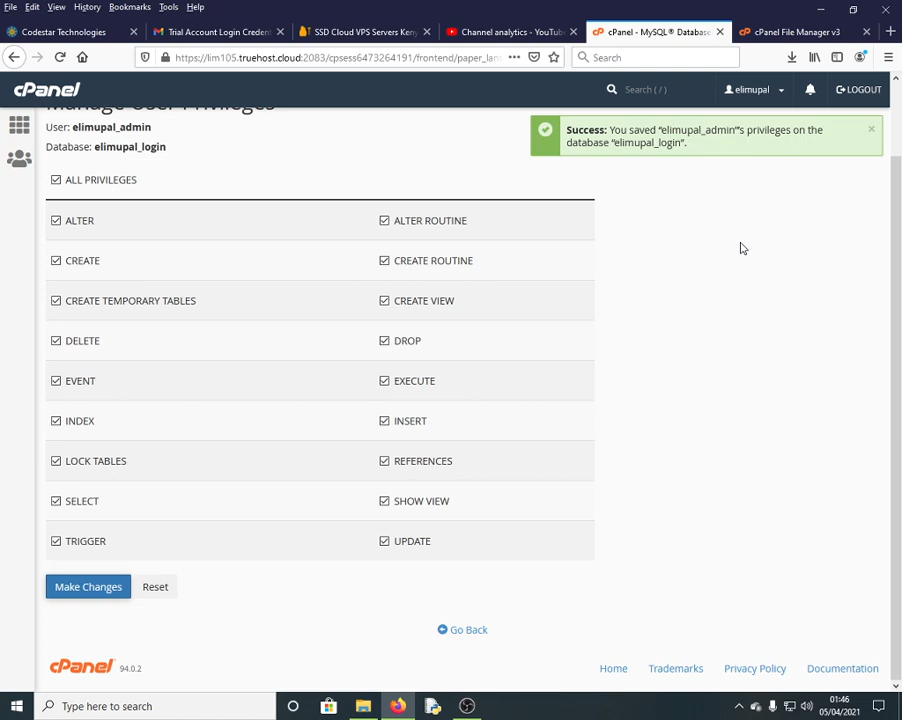 File Edit View History Bookmarks Tools Help
Codestar Technologies
Trial Account Login Creden
SSD Cloud VPS Servers Keny
Channel analytics - YouTub
cPanel - MySQL® Database
cPanel File Manager v3
https://lim105.truehost.cloud:2083/cpsess6473264191/frontend/paper_lan
Search
cPanel
Search ( / )
elimupal
LOGOUT
Manage User Privileges
User: elimupal_admin
Database: elimupal_login
Success: You saved “elimupal_admin”’s privileges on the
database “elimupal_login”.
ALL PRIVILEGES
ALTER
ALTER ROUTINE
CREATE
CREATE ROUTINE
CREATE TEMPORARY TABLES
CREATE VIEW
DELETE
DROP
EVENT
EXECUTE
INDEX
INSERT
LOCK TABLES
REFERENCES
SELECT
SHOW VIEW
TRIGGER
UPDATE
Make Changes
Reset
Go Back
cPanel 94.0.2
Home
Trademarks
Privacy Policy
Documentation
Type here to search
01:46
05/04/2021